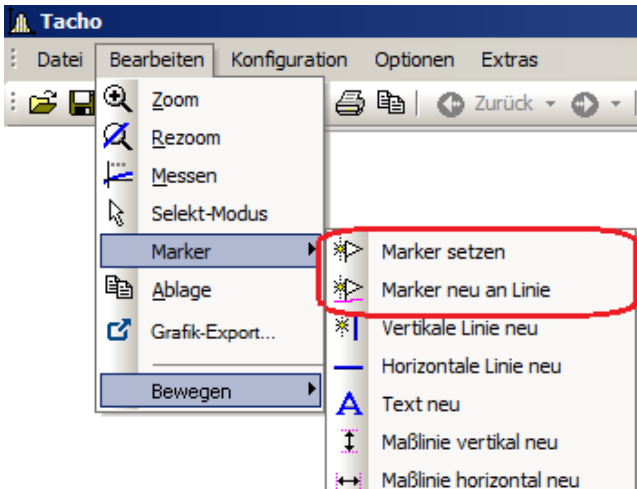 Tacho
Datei Bearbeiten Konfiguration Optionen Extras
Zoom
Zurück
Rezoom
Messen
Selekt-Modus
Marker
Marker setzen
Ablage
Marker neu an Linie
Grafik-Export...
Vertikale Linie neu
Horizontale Linie neu
Bewegen
Text neu
Maßlinie vertikal neu
Maßlinie horizontal neu